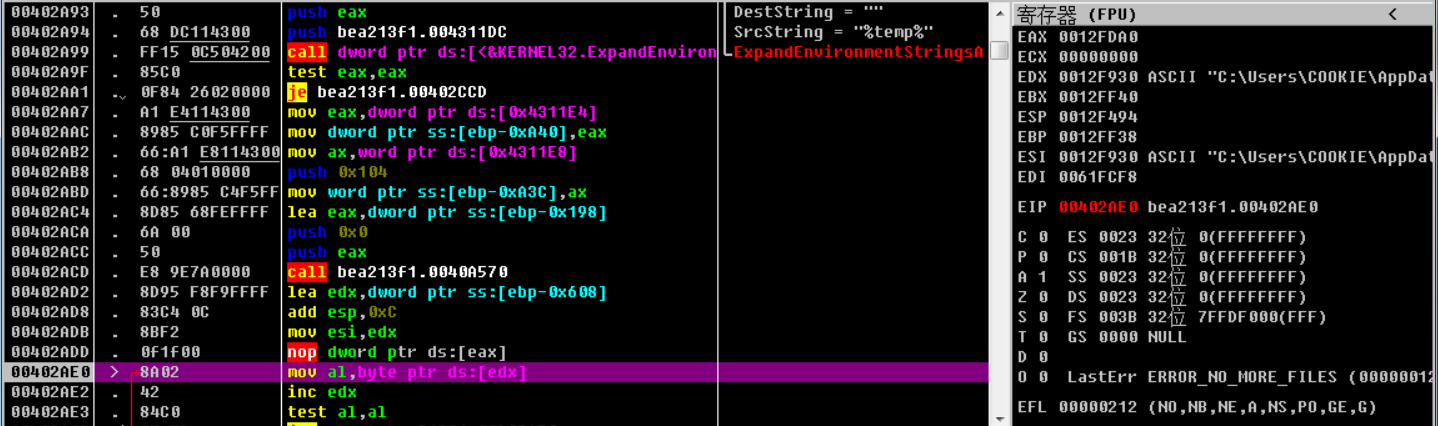 00402A93 . 50 push eax DestString = ""
00402A94 . 68 DC114300 push bea213f1.004311DC SrcString = "%temp%"
00402A99 . FF15 0C504200 call dword ptr ds:[<&KERNEL32.ExpandEnviron ExpandEnvironmentStringsA
00402A9F . 85C0 test eax,eax
00402AA1 . 0F84 26020000 je bea213f1.00402CCD
00402AA7 . A1 E4114300 mov eax,dword ptr ds:[0x4311E4]
00402AAC . 8985 C0F5FFFF mov dword ptr ss:[ebp-0xA40],eax
00402AB2 . 66:A1 E8114300 mov ax,word ptr ds:[0x4311E8]
00402AB8 . 68 04010000 push 0x104
00402ABD . 66:8985 C4F5FF mov word ptr ss:[ebp-0xA3C],ax
00402AC4 . 8D85 68FEFFFF lea eax,dword ptr ss:[ebp-0x198]
00402ACA . 6A 00 push 0x0
00402ACC . 50 push eax
00402ACD . E8 9E7A0000 call bea213f1.0040A570
00402AD2 . 8D95 F8F9FFFF lea edx,dword ptr ss:[ebp-0x608]
00402AD8 . 83C4 0C add esp,0xC
00402ADB . 8BF2 mov esi,edx
00402ADD . 0F1F00 nop dword ptr ds:[eax]
00402AE0 > 8A02 mov al,byte ptr ds:[edx]
00402AE2 . 42 inc edx
00402AE3 . 84C0 test al,al
寄存器 (FPU) <
EAX 0012FDA0
ECX 00000000
EDX 0012F930 ASCII "C:\Users\COOKIE\AppDat
EBX 0012FF40
ESP 0012F494
EBP 0012FF38
ESI 0012F930 ASCII "C:\Users\COOKIE\AppDat
EDI 0061FCF8
EIP 00402AE0 bea213f1.00402AE0
C 0 ES 0023 32位 0(FFFFFFFF)
P 0 CS 001B 32位 0(FFFFFFFF)
A 1 SS 0023 32位 0(FFFFFFFF)
Z 0 DS 0023 32位 0(FFFFFFFF)
S 0 FS 003B 32位 7FFDF000(FFF)
T 0 GS 0000 NULL
D 0
O 0 LastErr ERROR_NO_MORE_FILES (00000012
EFL 00000212 (NO,NB,NE,A,NS,PO,GE,G)